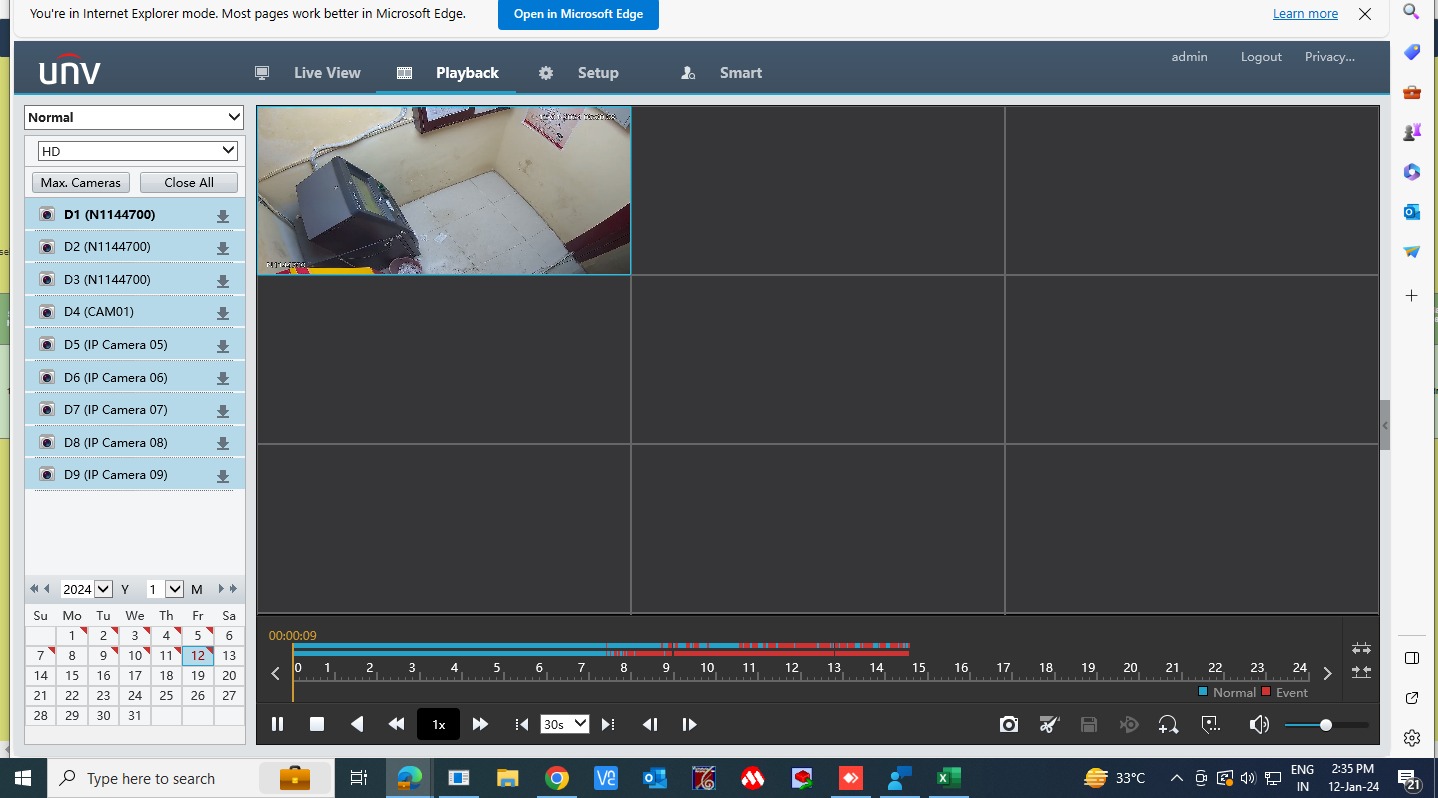 You're in Internet Explorer mode. Most pages work better in Microsoft Edge.
Open in Microsoft Edge
Learn more
unv
Live View
Playback
Setup
Smart
admin
Logout
Privacy...
Normal
HD
Max. Cameras
Close All
D1 (N1144700)
D2 (N1144700)
D3 (N1144700)
D4 (CAM01)
D5 (IP Camera 05)
D6 (IP Camera 06)
D7 (IP Camera 07)
D8 (IP Camera 08)
D9 (IP Camera 09)
2024 Y 1 M
Su Mo Tu We Th Fr Sa
1 2 3 4 5 6
7 8 9 10 11 12 13
14 15 16 17 18 19 20
21 22 23 24 25 26 27
28 29 30 31
00:00:09
0 1 2 3 4 5 6 7 8 9 10 11 12 13 14 15 16 17 18 19 20 21 22 23 24
Normal Event
1x
30s
Type here to search
33°C
ENG
IN
2:35 PM
12-Jan-24
21